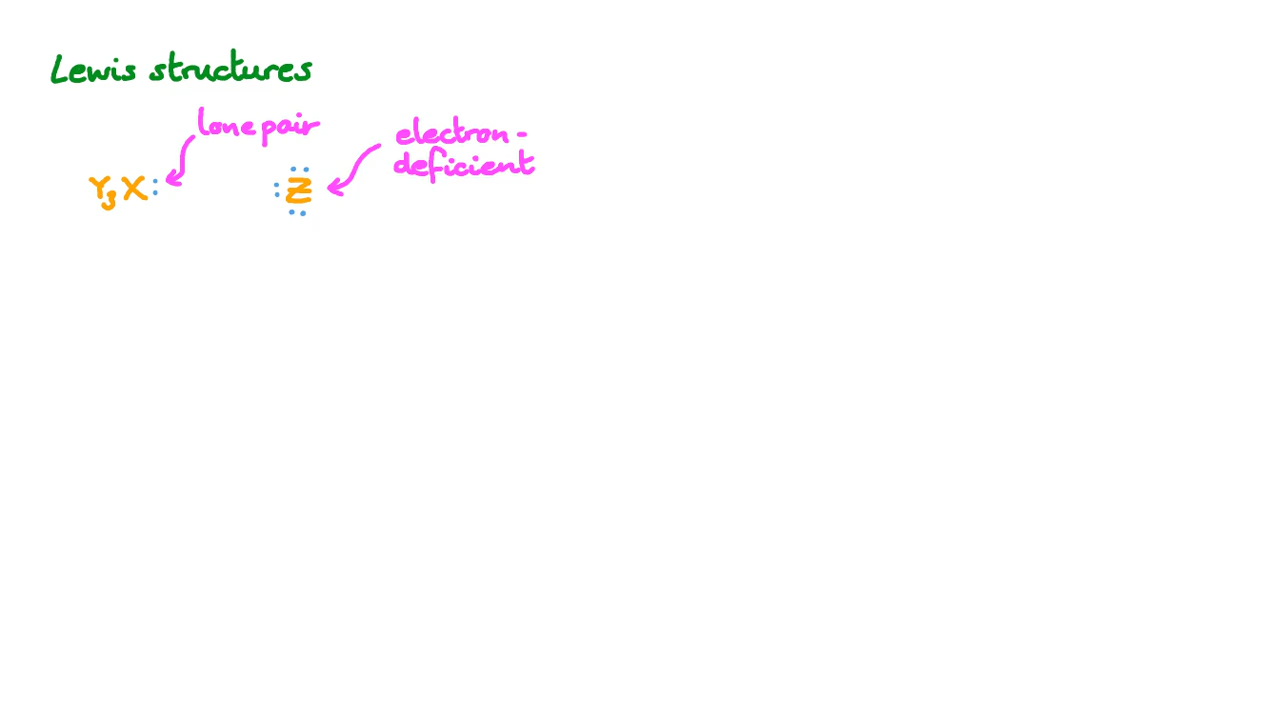 Lewis structures
lone pair
electron-
deficient
Y₃X:
:Z